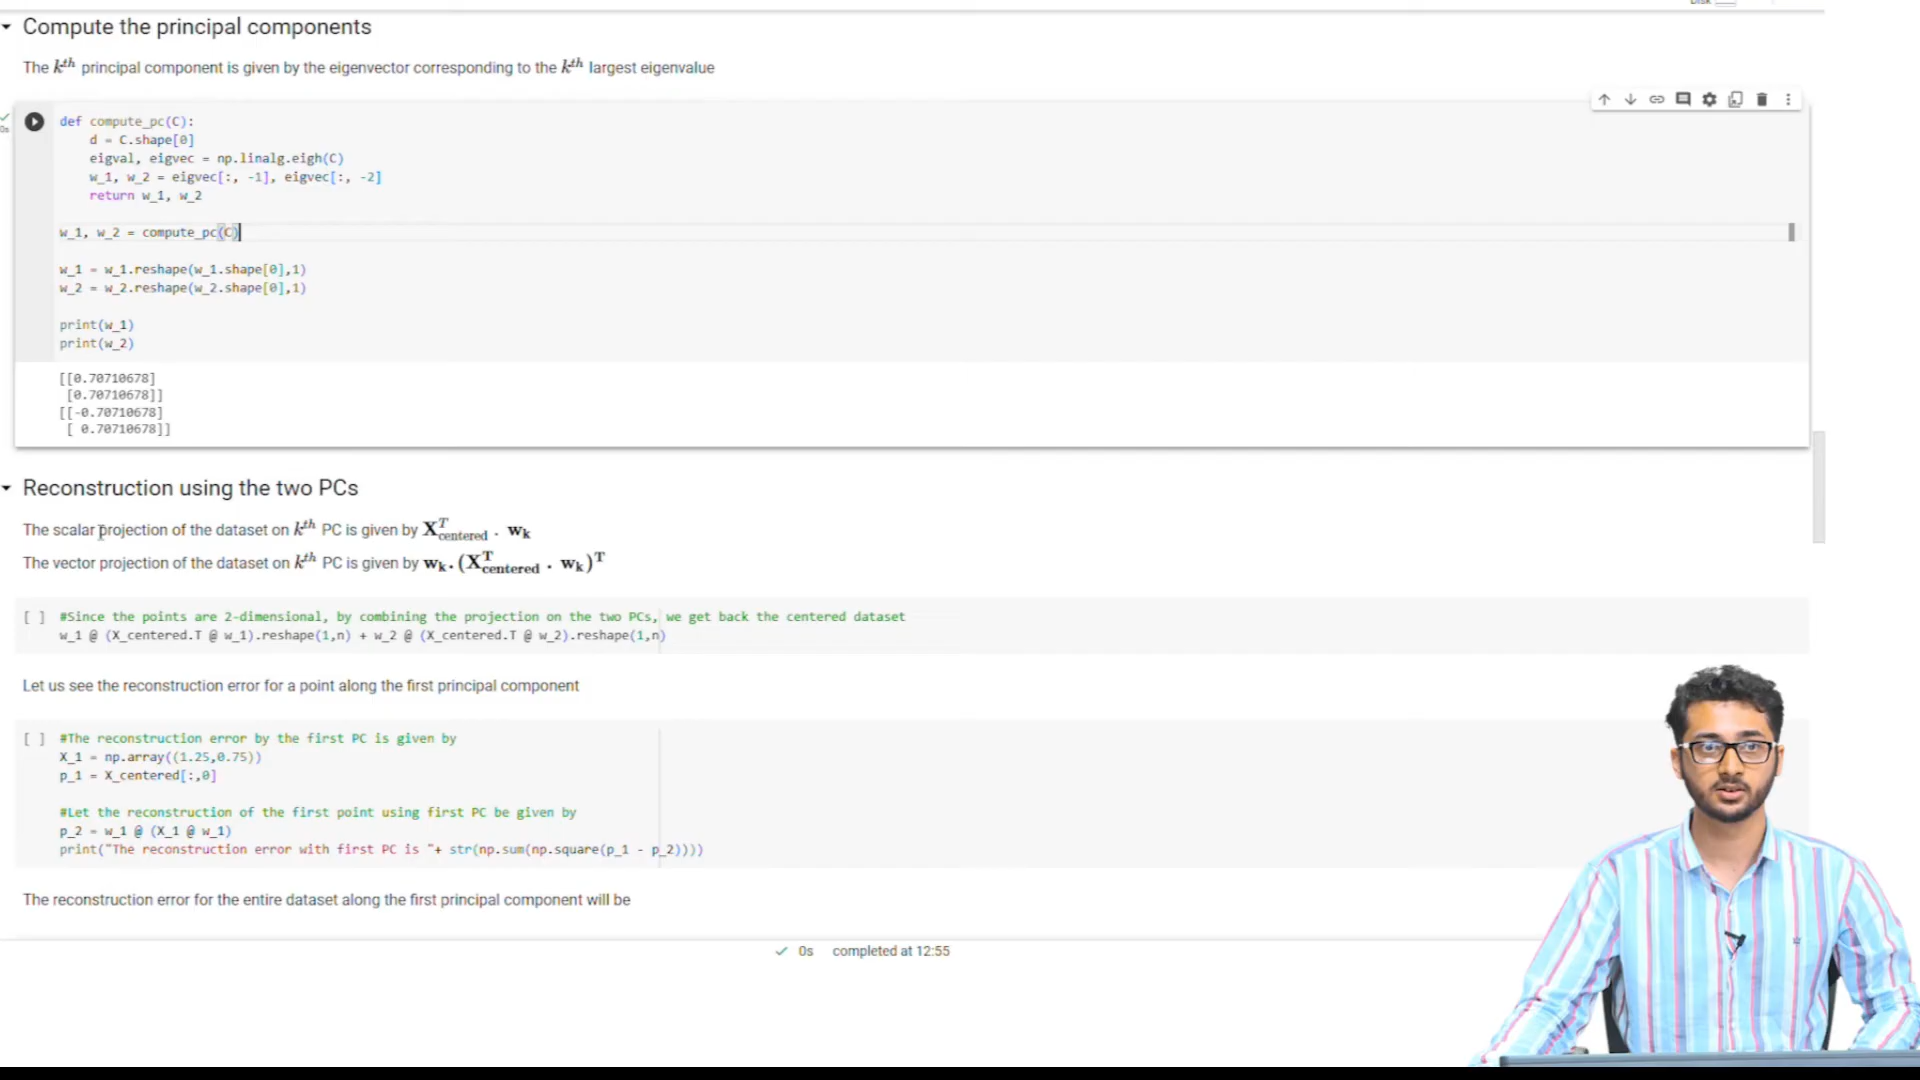 Compute the principal components
The kth principal component is given by the eigenvector corresponding to the kth largest eigenvalue
def compute_pc(C):
    d = C.shape[0]
    eigval, eigvec = np.linalg.eigh(C)
    w_1, w_2 = eigvec[:, -1], eigvec[:, -2]
    return w_1, w_2
w_1, w_2 = compute_pc(C)
w_1 = w_1.reshape(w_1.shape[0],1)
w_2 = w_2.reshape(w_2.shape[0],1)
print(w_1)
print(w_2)
[[0.70710678]
 [0.70710678]]
[[-0.70710678]
 [ 0.70710678]]
Reconstruction using the two PCs
The scalar projection of the dataset on kth PC is given by X^T_centered . w_k
The vector projection of the dataset on kth PC is given by w_k. (X^T_centered . w_k)^T
[ ] #Since the points are 2-dimensional, by combining the projection on the two PCs, we get back the centered dataset
w_1 @ (X_centered.T @ w_1).reshape(1,n) + w_2 @ (X_centered.T @ w_2).reshape(1,n)
Let us see the reconstruction error for a point along the first principal component
[ ] #The reconstruction error by the first PC is given by
X_1 = np.array((1.25,0.75))
p_1 = X_centered[:,0]
#Let the reconstruction of the first point using first PC be given by
p_2 = w_1 @ (X_1 @ w_1)
print("The reconstruction error with first PC is "+ str(np.sum(np.square(p_1 - p_2))))
The reconstruction error for the entire dataset along the first principal component will be
0s completed at 12:55